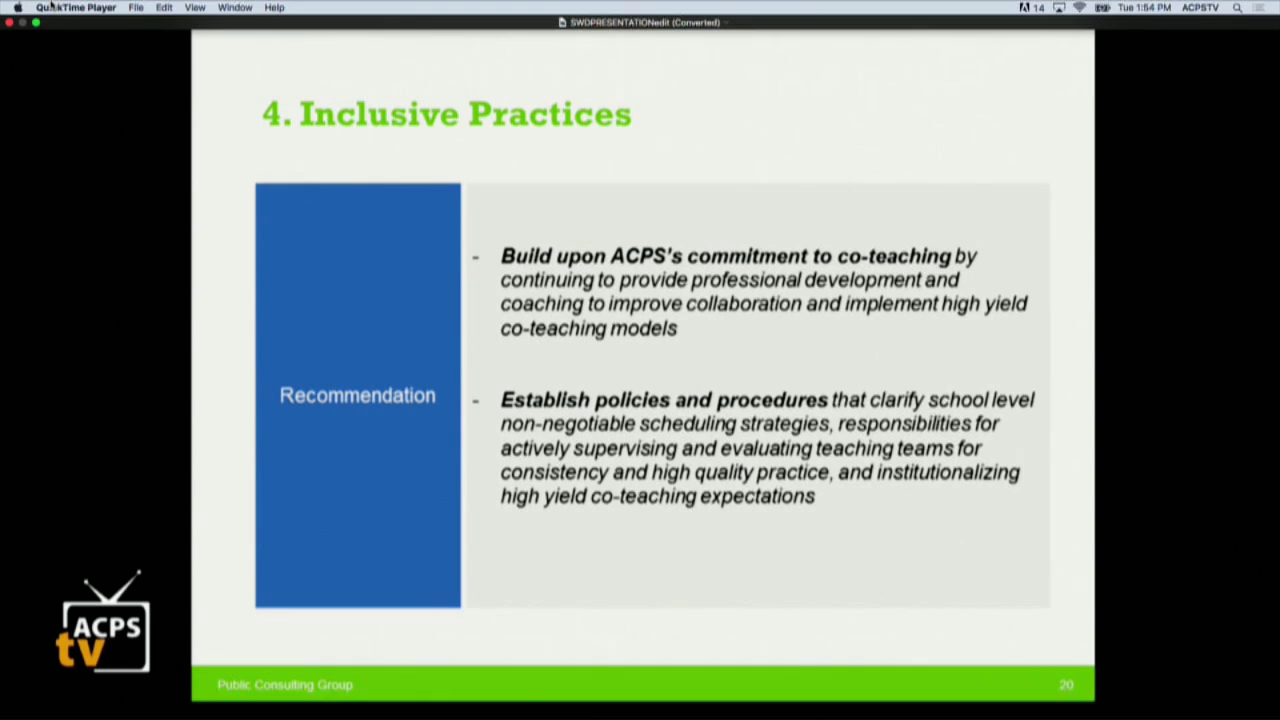 QuickTime Player File Edit View Window Help 14 Tue 1:54 PM ACPSTV
SWDPRESENTATIONedit (Converted)
4. Inclusive Practices
Recommendation
- Build upon ACPS's commitment to co-teaching by
continuing to provide professional development and
coaching to improve collaboration and implement high yield
co-teaching models
- Establish policies and procedures that clarify school level
non-negotiable scheduling strategies, responsibilities for
actively supervising and evaluating teaching teams for
consistency and high quality practice, and institutionalizing
high yield co-teaching expectations
ACPS
tv
Public Consulting Group 20